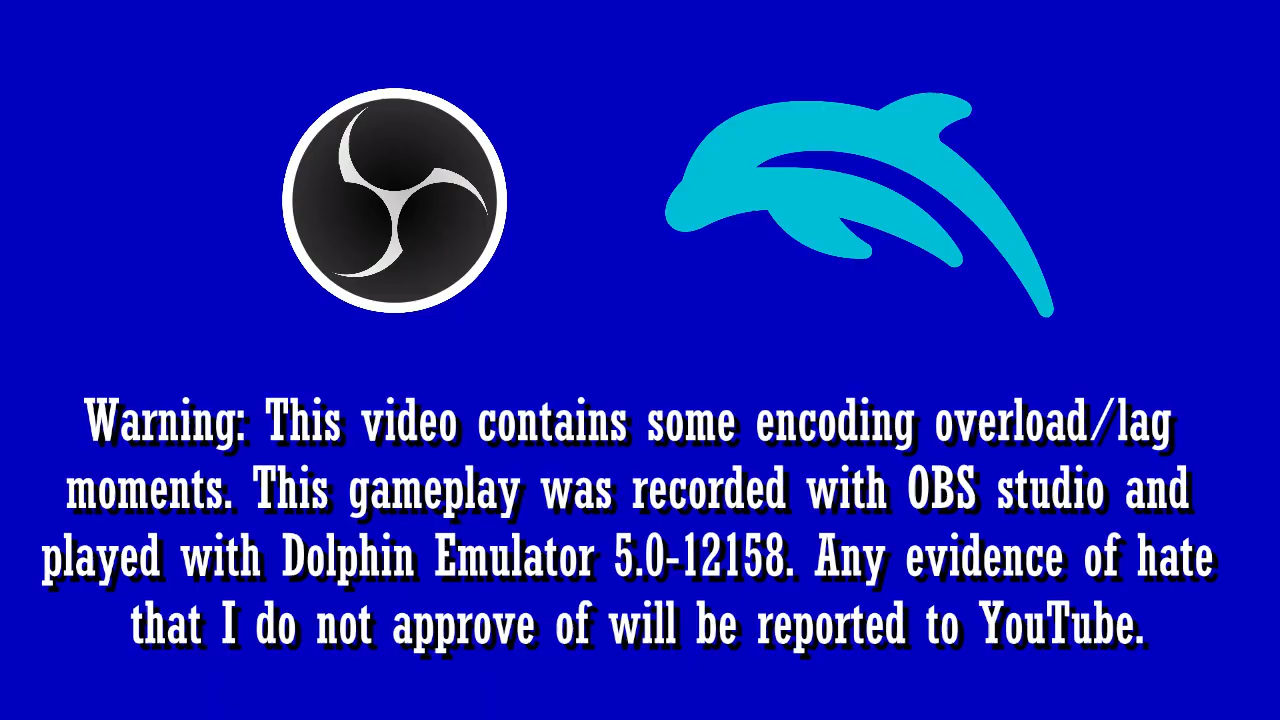 Warning: This video contains some encoding overload/lag
moments. This gameplay was recorded with OBS studio and
played with Dolphin Emulator 5.0-12158. Any evidence of hate
that I do not approve of will be reported to YouTube.